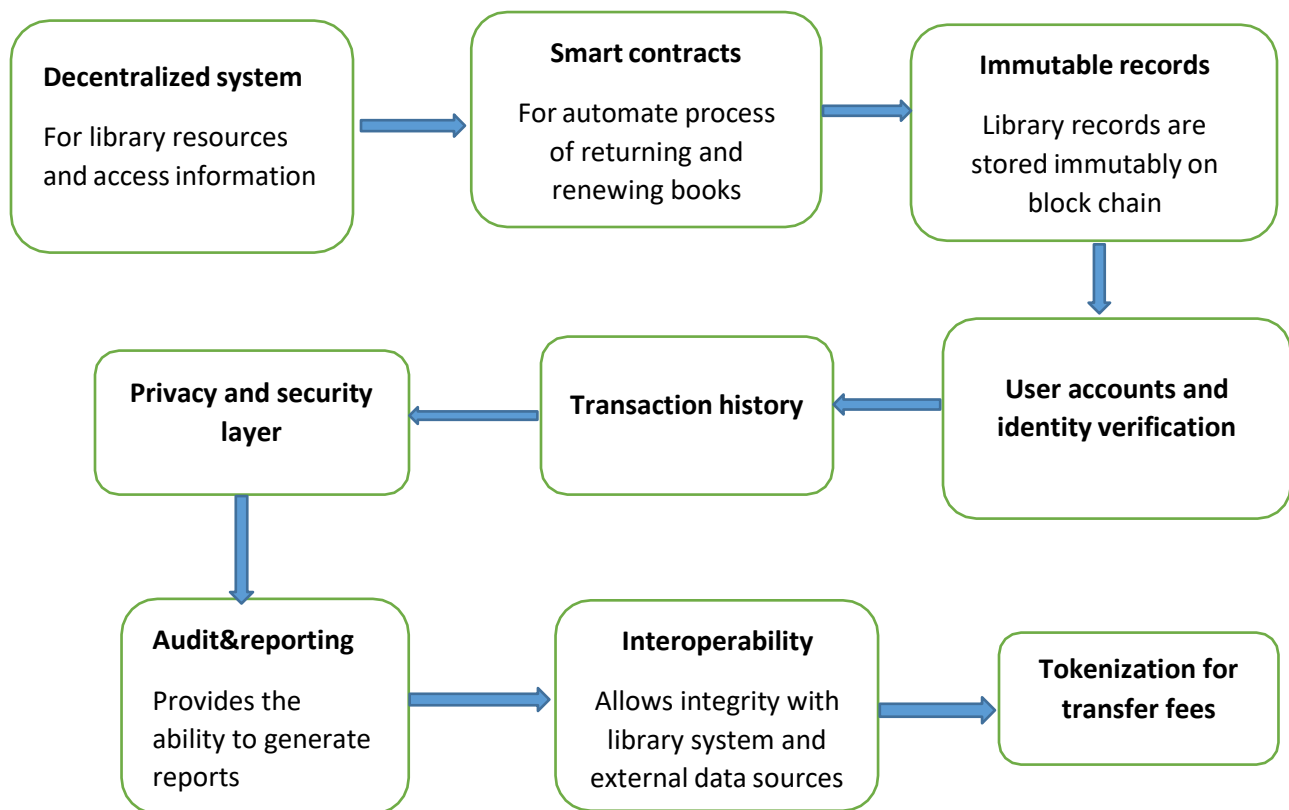 Decentralized system
For library resources
and access information
Smart contracts
For automate process
of returning and
renewing books
Immutable records
Library records are
stored immutably on
block chain
User accounts and
identity verification
Transaction history
Privacy and security
layer
Audit&reporting
Provides the
ability to generate
reports
Interoperability
Allows integrity with
library system and
external data sources
Tokenization for
transfer fees